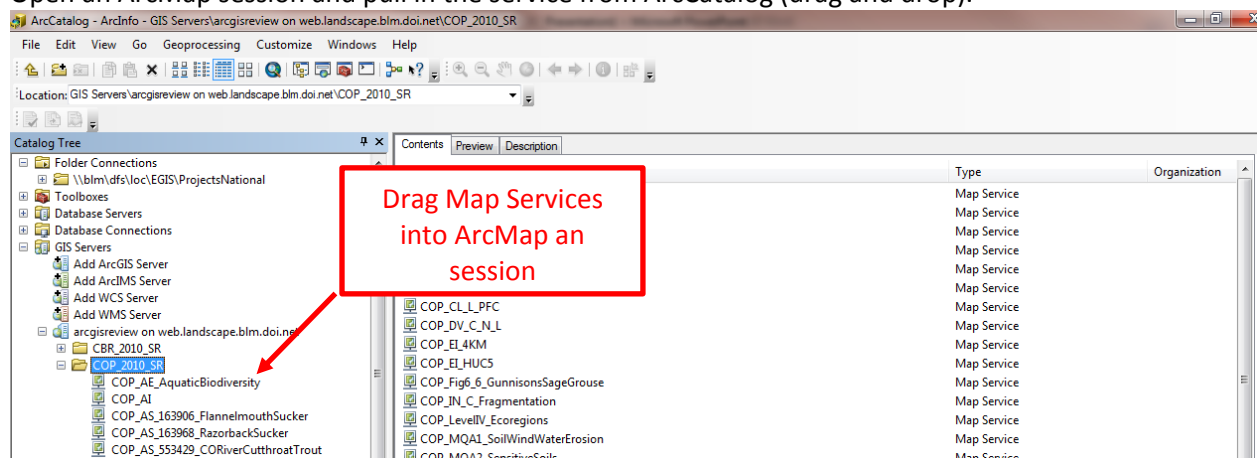 Open an ArcMap session and pull in the service from ArcCatalog (drag and drop).
ArcCatalog - ArcInfo - GIS Servers\arcgisreview on web.landscape.blm.doi.net\COP_2010_SR
File Edit View Go Geoprocessing Customize Windows Help
Location: GIS Servers\arcgisreview on web.landscape.blm.doi.net\COP_2010_SR
Catalog Tree
Folder Connections
\\blm\dfs\loc\EGIS\ProjectsNational
Toolboxes
Database Servers
Database Connections
GIS Servers
Add ArcGIS Server
Add ArcIMS Server
Add WCS Server
Add WMS Server
arcgisreview on web.landscape.blm.doi.net
CBR_2010_SR
COP_2010_SR
COP_AE_AquaticBiodiversity
COP_AI
COP_AS_163906_FlannelmouthSucker
COP_AS_163968_RazorbackSucker
COP_AS_553429_CORiverCutthroatTrout
Contents Preview Description
Type Organization
Map Service
Map Service
Map Service
Map Service
Map Service
Map Service
Drag Map Services
into ArcMap an
session
COP_CL_L_PFC Map Service
COP_DV_C_N_L Map Service
COP_EI_4KM Map Service
COP_EI_HUC5 Map Service
COP_Fig6_6_GunnisonsSageGrouse Map Service
COP_IN_C_Fragmentation Map Service
COP_LevelIV_Ecoregions Map Service
COP_MQA1_SoilWindWaterErosion Map Service
COP_MQA2_SensitiveSoils Map Service